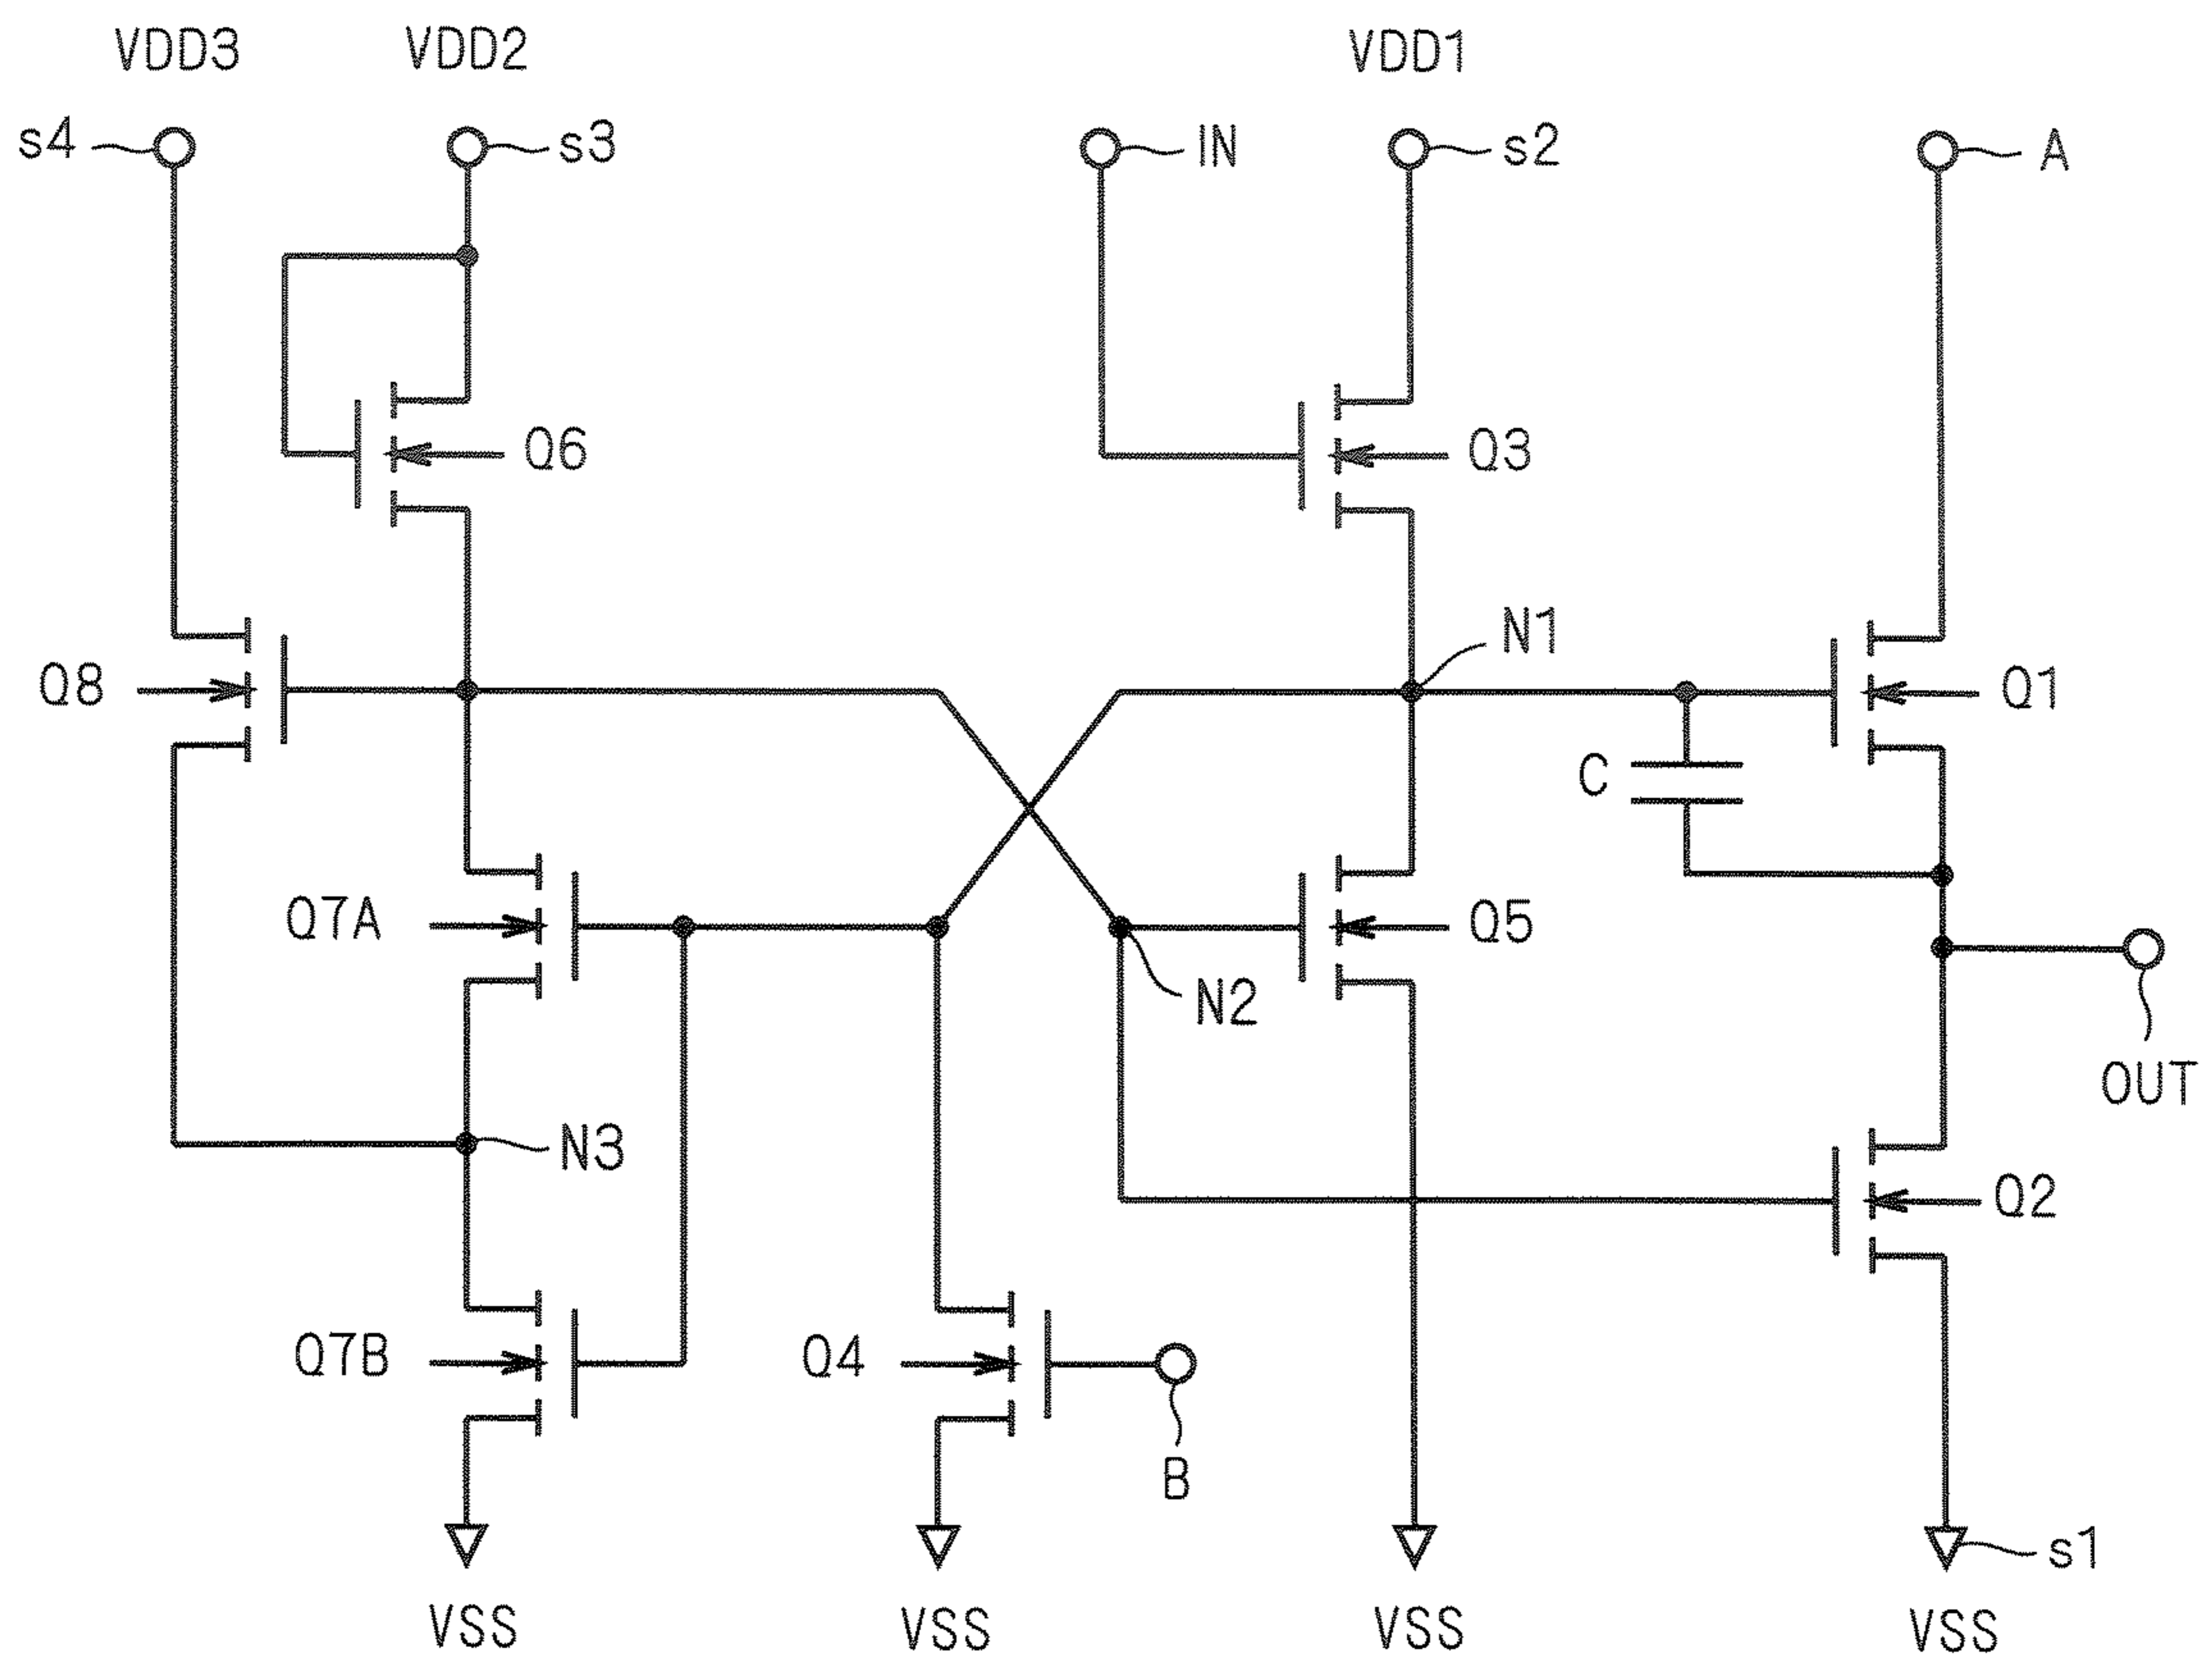 VDD3
VDD2
VDD1
s4
s3
IN
s2
A
Q6
Q3
N1
Q8
Q1
C
Q7A
Q5
N2
OUT
N3
Q2
Q7B
Q4
B
s1
VSS
VSS
VSS
VSS